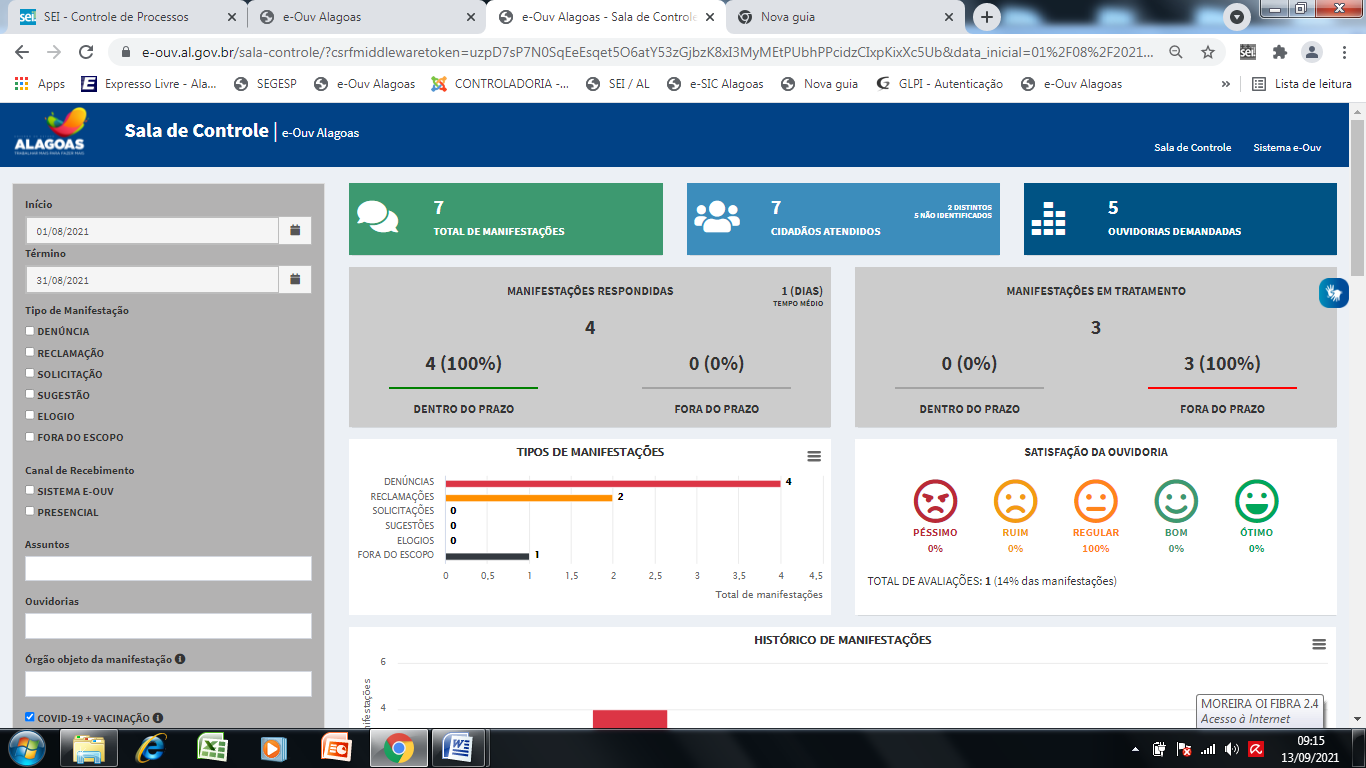 SEI - Controle de Processos
e-Ouv Alagoas
e-Ouv Alagoas - Sala de Controle
Nova guia
e-ouv.al.gov.br/sala-controle/?csrfmiddlewaretoken=uzpD7sP7N0SqEeEsqet5O6atY53zGjbzK8xI3MyMEtPUbhPPcidzCIxpKixXc5Ub&data_inicial=01%2F08%2F2021...
Apps
Expresso Livre - Ala...
SEGESP
e-Ouv Alagoas
CONTROLADORIA -...
SEI / AL
e-SIC Alagoas
Nova guia
GLPI - Autenticação
e-Ouv Alagoas
»
Lista de leitura
ALAGOAS
Sala de Controle | e-Ouv Alagoas
Sala de Controle
Sistema e-Ouv
Início
01/08/2021
Término
31/08/2021
Tipo de Manifestação
DENÚNCIA
RECLAMAÇÃO
SOLICITAÇÃO
SUGESTÃO
ELOGIO
FORA DO ESCOPO
Canal de Recebimento
SISTEMA E-OUV
PRESENCIAL
Assuntos
Ouvidorias
Órgão objeto da manifestação
COVID-19 + VACINAÇÃO
7
TOTAL DE MANIFESTAÇÕES
7
CIDADÃOS ATENDIDOS
2 DISTINTOS
5 NÃO IDENTIFICADOS
5
OUVIDORIAS DEMANDADAS
MANIFESTAÇÕES RESPONDIDAS
1 (DIAS)
TEMPO MÉDIO
4
4 (100%)
DENTRO DO PRAZO
0 (0%)
FORA DO PRAZO
MANIFESTAÇÕES EM TRATAMENTO
3
0 (0%)
DENTRO DO PRAZO
3 (100%)
FORA DO PRAZO
TIPOS DE MANIFESTAÇÕES
DENÚNCIAS 4
RECLAMAÇÕES 2
SOLICITAÇÕES 0
SUGESTÕES 0
ELOGIOS 0
FORA DO ESCOPO 1
0 0,5 1 1,5 2 2,5 3 3,5 4 4,5
Total de manifestações
SATISFAÇÃO DA OUVIDORIA
PÉSSIMO RUIM REGULAR BOM ÓTIMO
0% 0% 100% 0% 0%
TOTAL DE AVALIAÇÕES: 1 (14% das manifestações)
HISTÓRICO DE MANIFESTAÇÕES
6
4
MOREIRA OI FIBRA 2.4
Acesso à Internet
09:15
13/09/2021